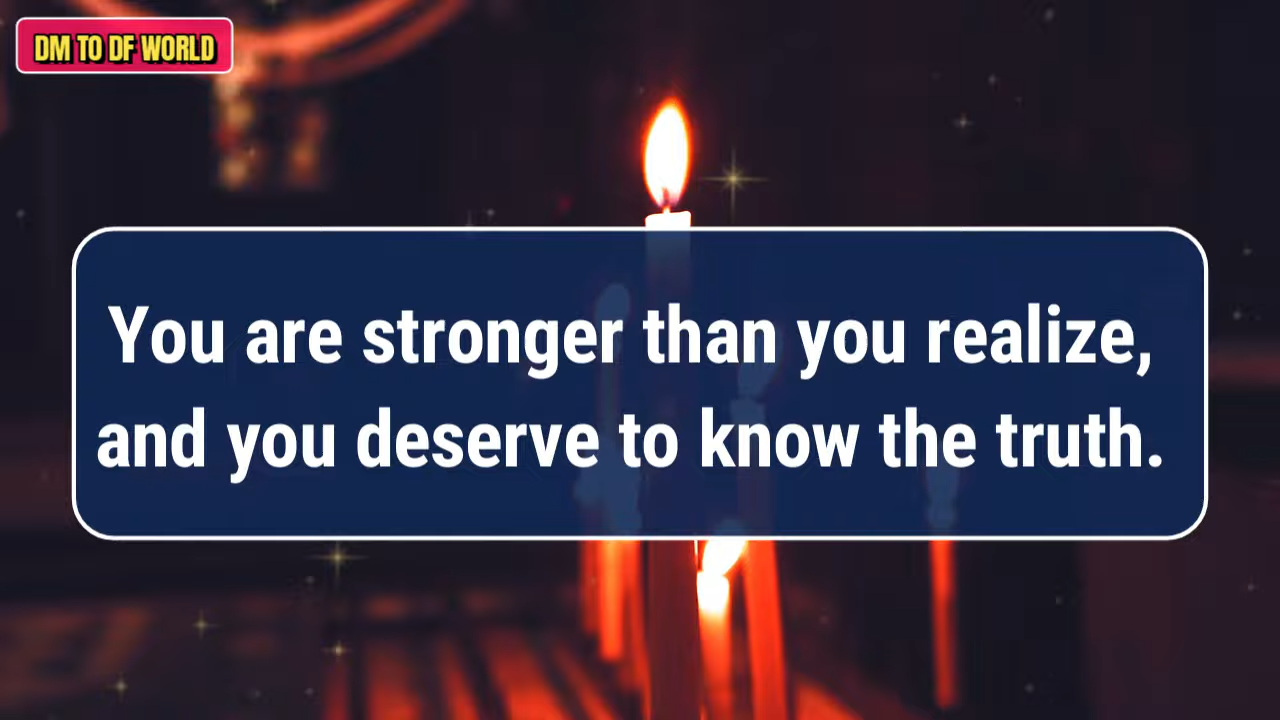 DM TO DF WORLD
You are stronger than you realize,
and you deserve to know the truth.